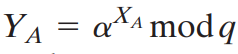 Y_A = α^{X_A} mod q